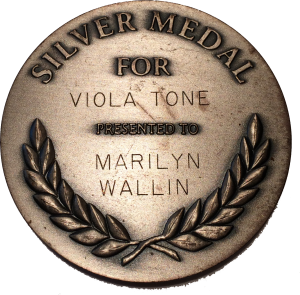 SILVER MEDAL
FOR
VIOLA TONE
PRESENTED TO
MARILYN
WALLIN